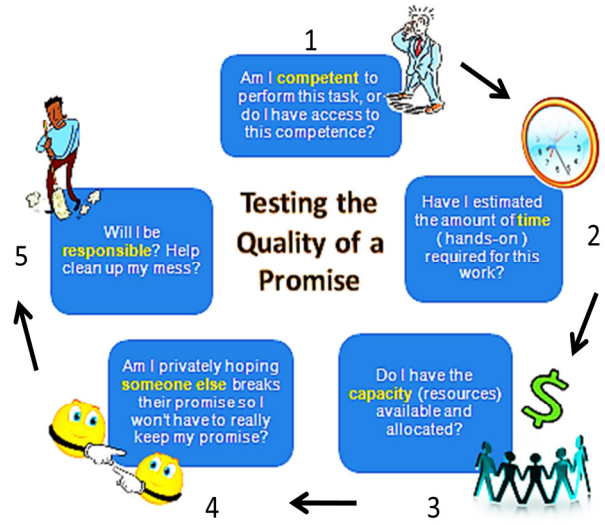 1
Am I competent to
perform this task, or
do I have access to
this competence?
Testing the
Quality of a
Promise
Have I estimated
the amount of time
( hands-on )
required for this
work?
2
Do I have the
capacity (resources)
available and
allocated?
$
3
Am I privately hoping
someone else breaks
their promise so I
won't have to really
keep my promise?
4
Will I be
responsible? Help
clean up my mess?
5